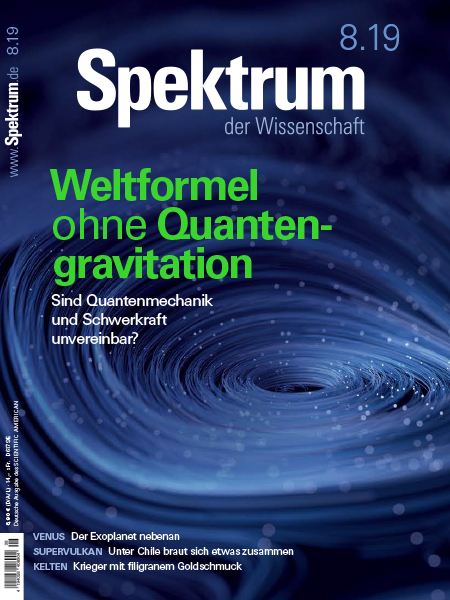 8.19
Spektrum
der Wissenschaft
Weltformel
ohne Quanten-
gravitation
Sind Quantenmechanik
und Schwerkraft
unvereinbar?
VENUS Der Exoplanet nebenan
SUPERVULKAN Unter Chile braut sich etwas zusammen
KELTEN Krieger mit filigranem Goldschmuck
www.Spektrum.de 8.19
Deutsche Ausgabe des SCIENTIFIC AMERICAN